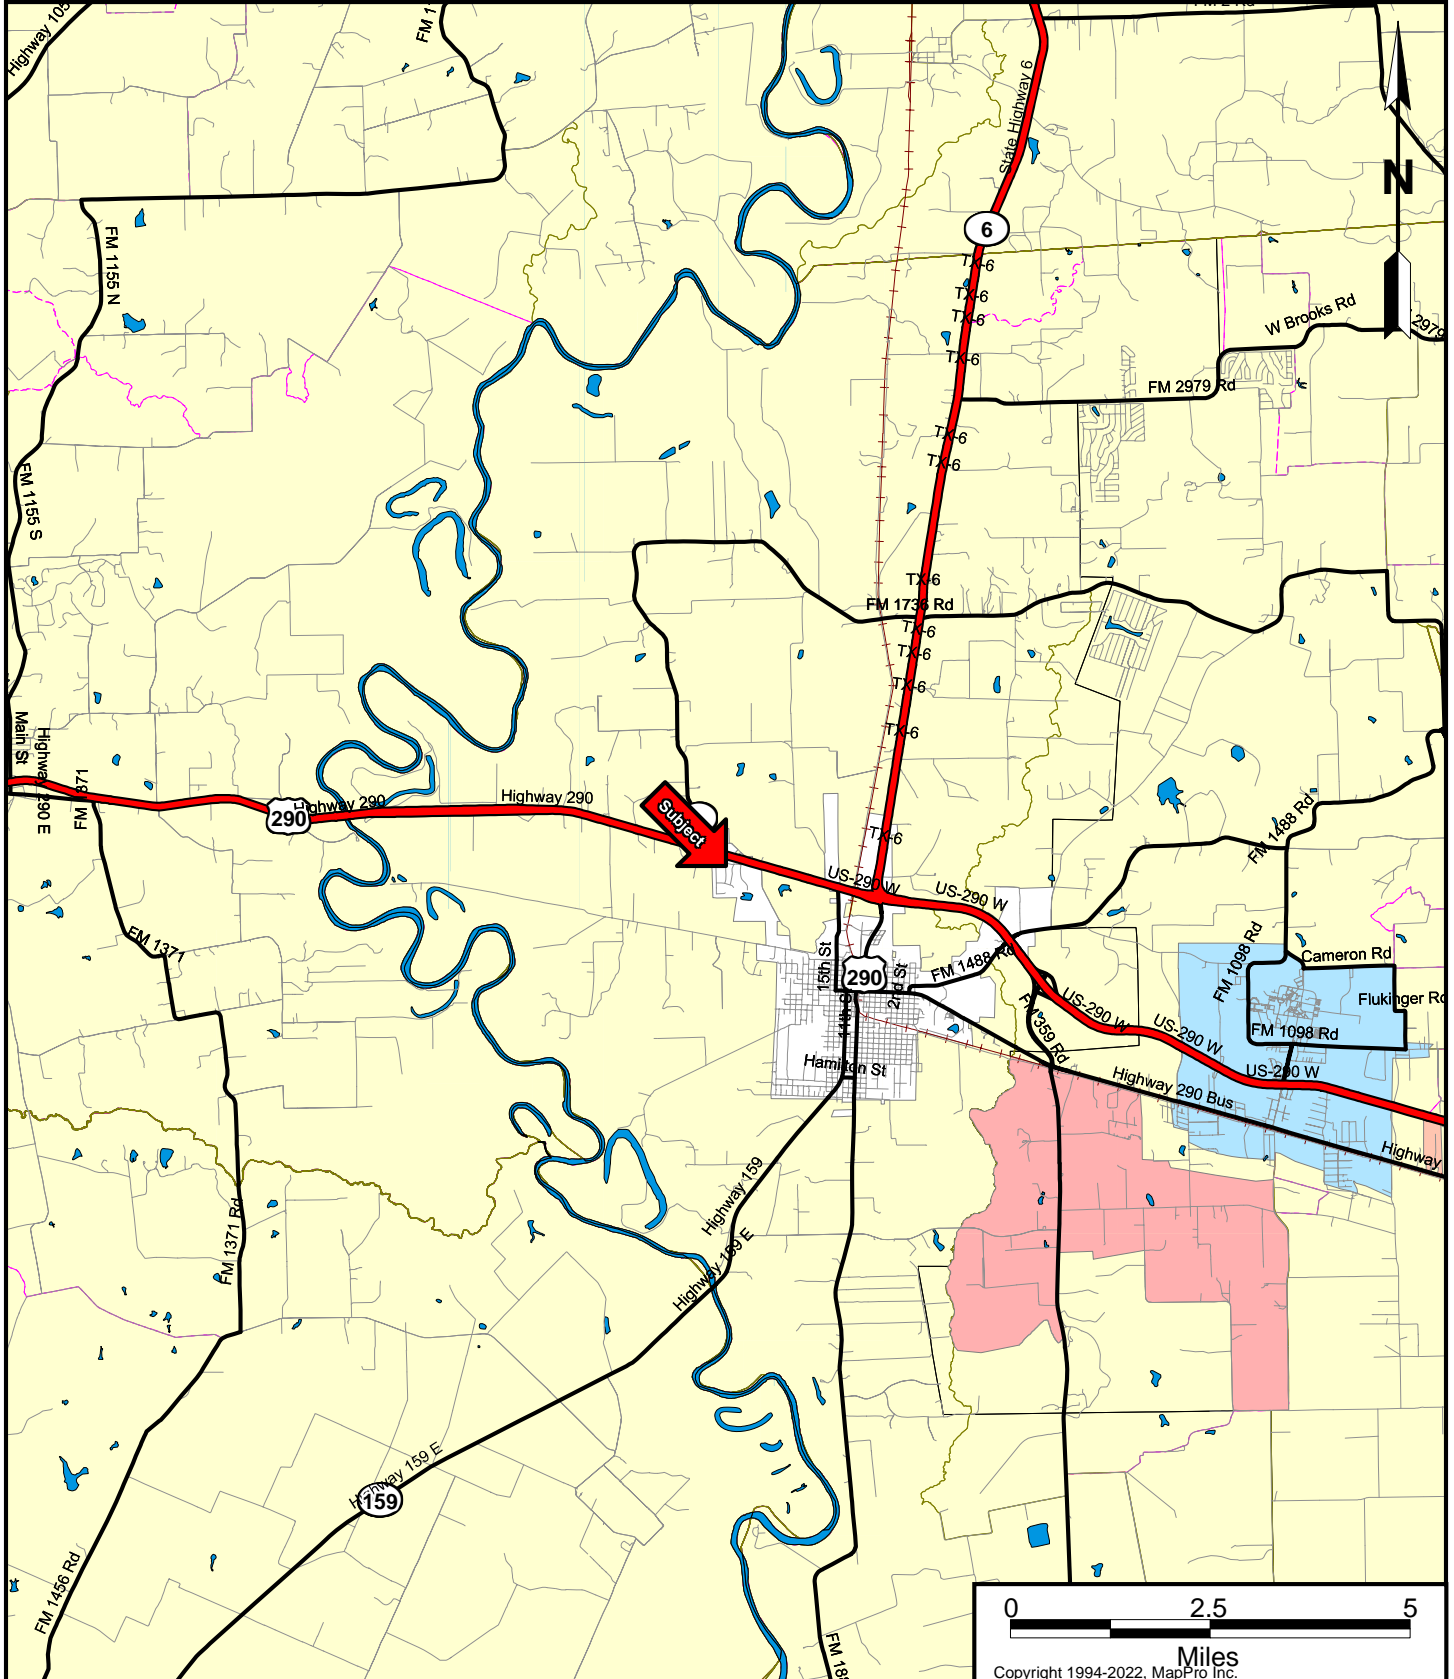 Highway 105
State Highway 6
N
FM 1155 N
6
TX-6
TX-6
TX-6
TX-6
W Brooks Rd
2979
FM 2979 Rd
TX-6
TX-6
FM 1155 S
TX-6
FM 1736 Rd
TX-6
TX-6
TX-6
TX-6
Main St
Highway 290 E
290
Highway 290
Highway 290
Subject
TX-6
FM 1488 Rd
US-290 W
US-290 W
FM 1371
15th St
290
2nd St
FM 1488 Rd
FM 1098 Rd
Cameron Rd
Flukinger Rd
FM 359 Rd
US-290 W
US-290 W
FM 1098 Rd
Hamilton St
US-290 W
Highway 290 Bus
Highway
FM 1371 Rd
Highway 159
Highway 159 E
Highway 159 E
159
FM 1456 Rd
0 2.5 5
Miles
Copyright 1994-2022, MapPro Inc.